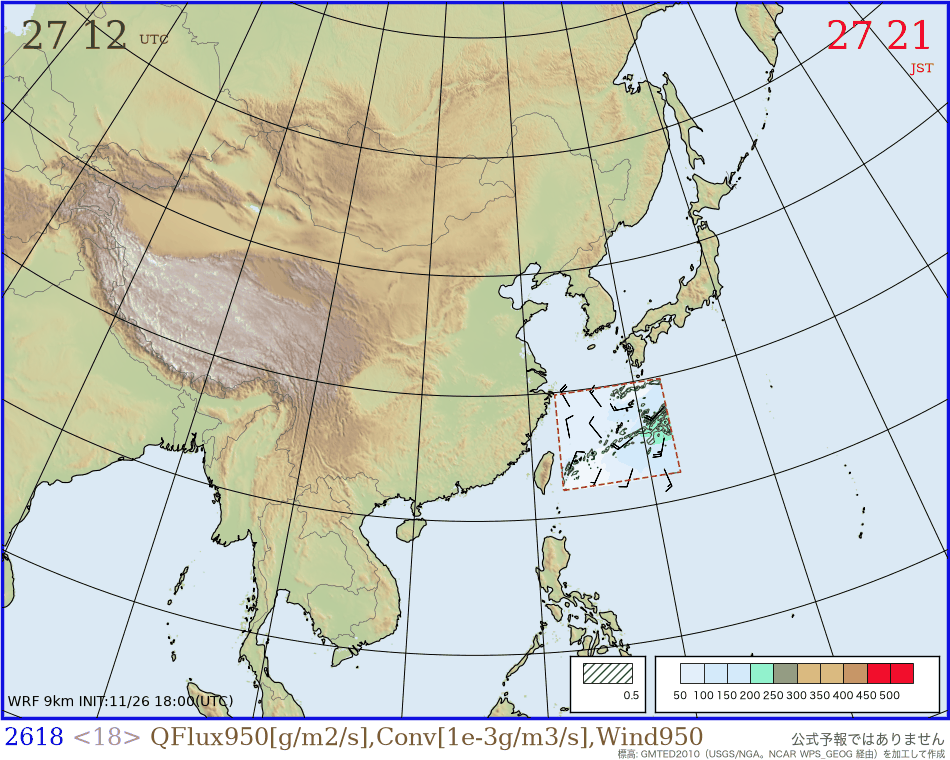 27 12 UTC
27 21
JST
0.5
50 100 150 200 250 300 350 400 450 500
WRF 9km INIT:11/26 18:00(UTC)
2618 <18> QFlux950[g/m2/s],Conv[1e-3g/m3/s],Wind950
公式予報ではありません
標高: GMTED2010（USGS/NGA。NCAR WPS_GEOG 経由）を加工して作成